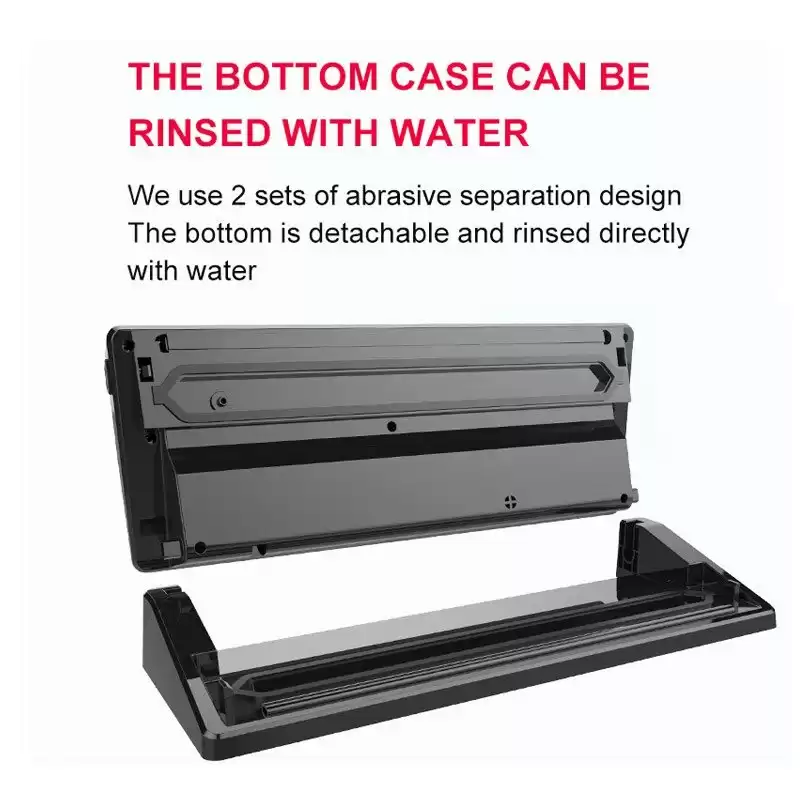 THE BOTTOM CASE CAN BE
RINSED WITH WATER
We use 2 sets of abrasive separation design
The bottom is detachable and rinsed directly
with water